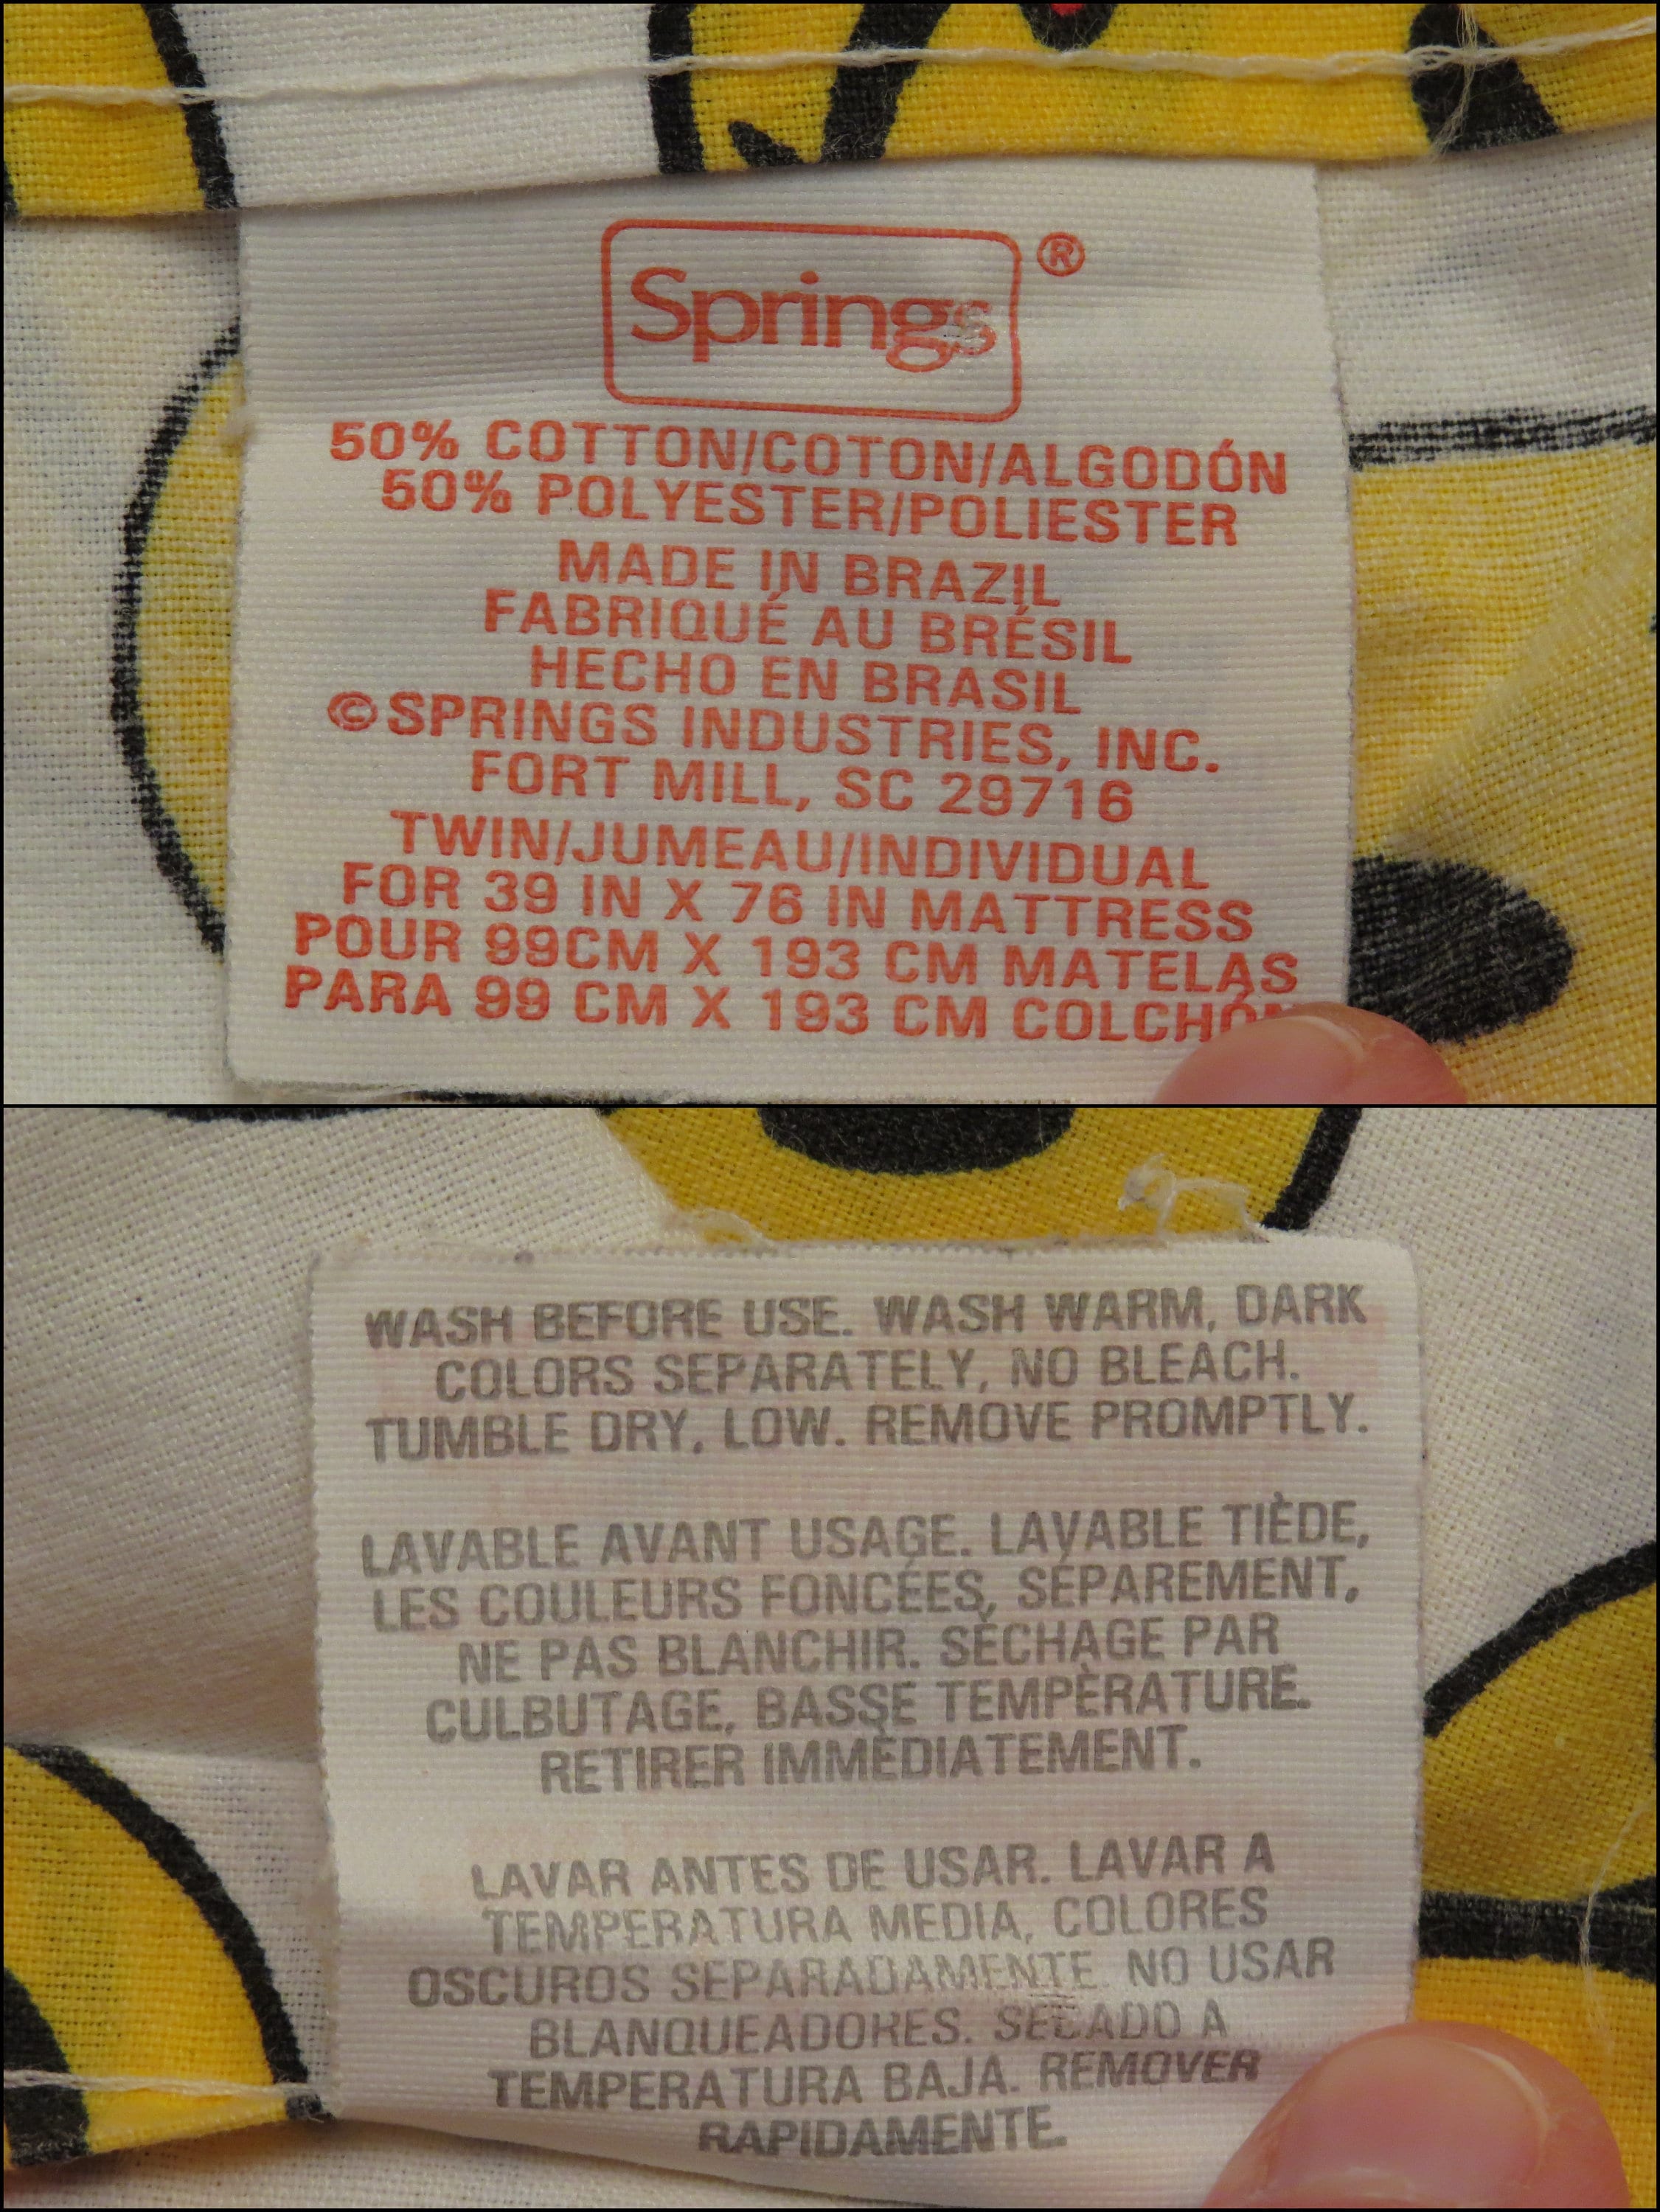 Springs®
50% COTTON/COTON/ALGODÓN
50% POLYESTER/POLIESTER
MADE IN BRAZIL
FABRIQUÉ AU BRÉSIL
HECHO EN BRASIL
©SPRINGS INDUSTRIES, INC.
FORT MILL, SC 29716
TWIN/JUMEAU/INDIVIDUAL
FOR 39 IN X 76 IN MATTRESS
POUR 99CM X 193 CM MATELAS
PARA 99 CM X 193 CM COLCHÓN
WASH BEFORE USE. WASH WARM, DARK
COLORS SEPARATELY, NO BLEACH.
TUMBLE DRY, LOW. REMOVE PROMPTLY.
LAVABLE AVANT USAGE. LAVABLE TIÈDE,
LES COULEURS FONCÉES, SÉPAREMENT,
NE PAS BLANCHIR. SÉCHAGE PAR
CULBUTAGE, BASSE TEMPÈRATURE.
RETIRER IMMÈDIATEMENT.
LAVAR ANTES DE USAR. LAVAR A
TEMPERATURA MEDIA, COLORES
OSCUROS SEPARADAMENTE. NO USAR
BLANQUEADORES. SECADO A
TEMPERATURA BAJA. REMOVER
RAPIDAMENTE.